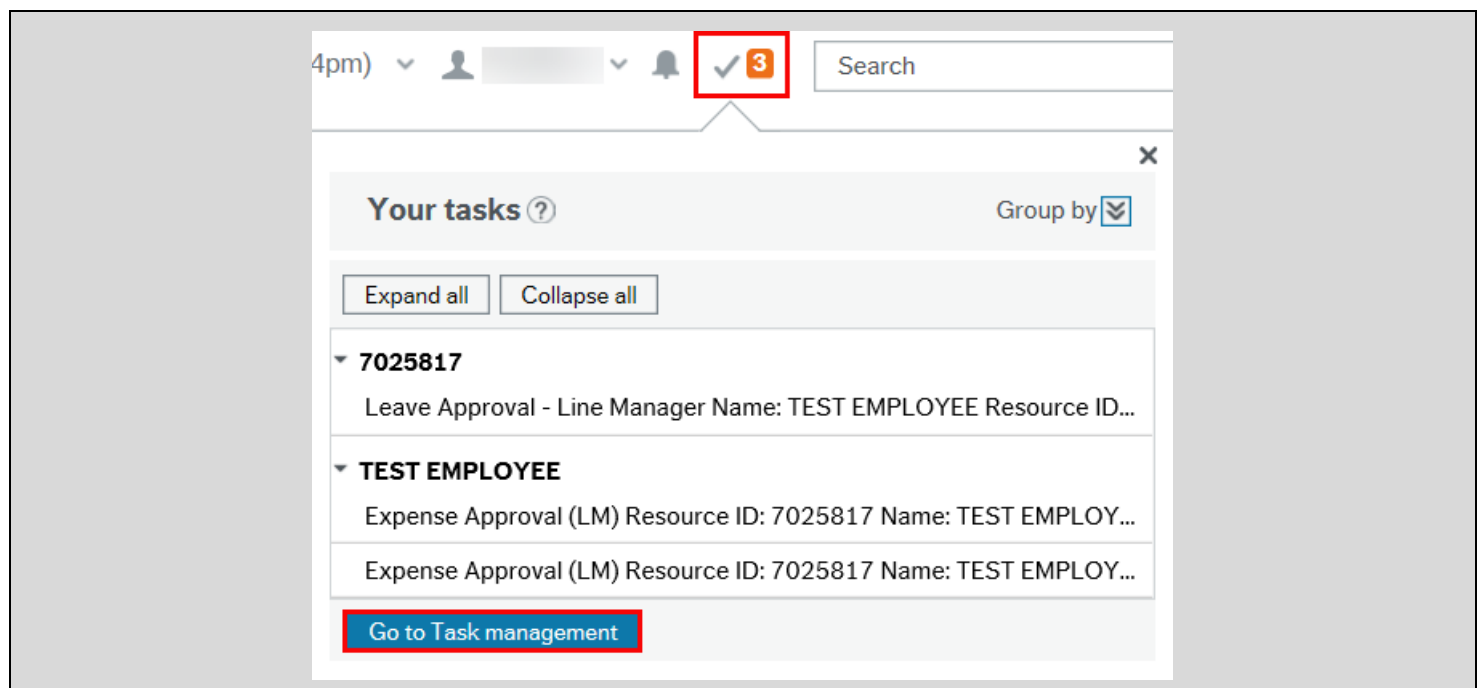 4pm)
3
Search
Your tasks ?
Group by
Expand all
Collapse all
7025817
Leave Approval - Line Manager Name: TEST EMPLOYEE Resource ID...
TEST EMPLOYEE
Expense Approval (LM) Resource ID: 7025817 Name: TEST EMPLOY...
Expense Approval (LM) Resource ID: 7025817 Name: TEST EMPLOY...
Go to Task management